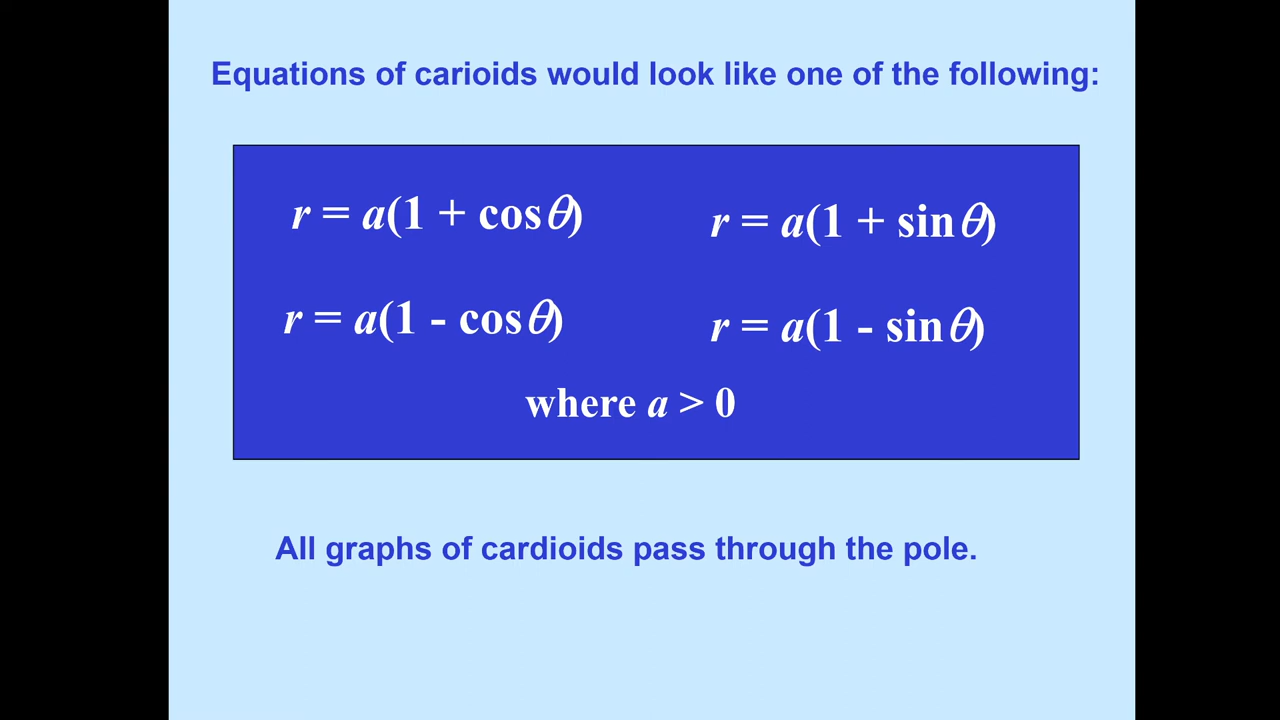 Equations of carioids would look like one of the following:
r = a(1 + cosθ)
r = a(1 + sinθ)
r = a(1 - cosθ)
r = a(1 - sinθ)
where a > 0
All graphs of cardioids pass through the pole.